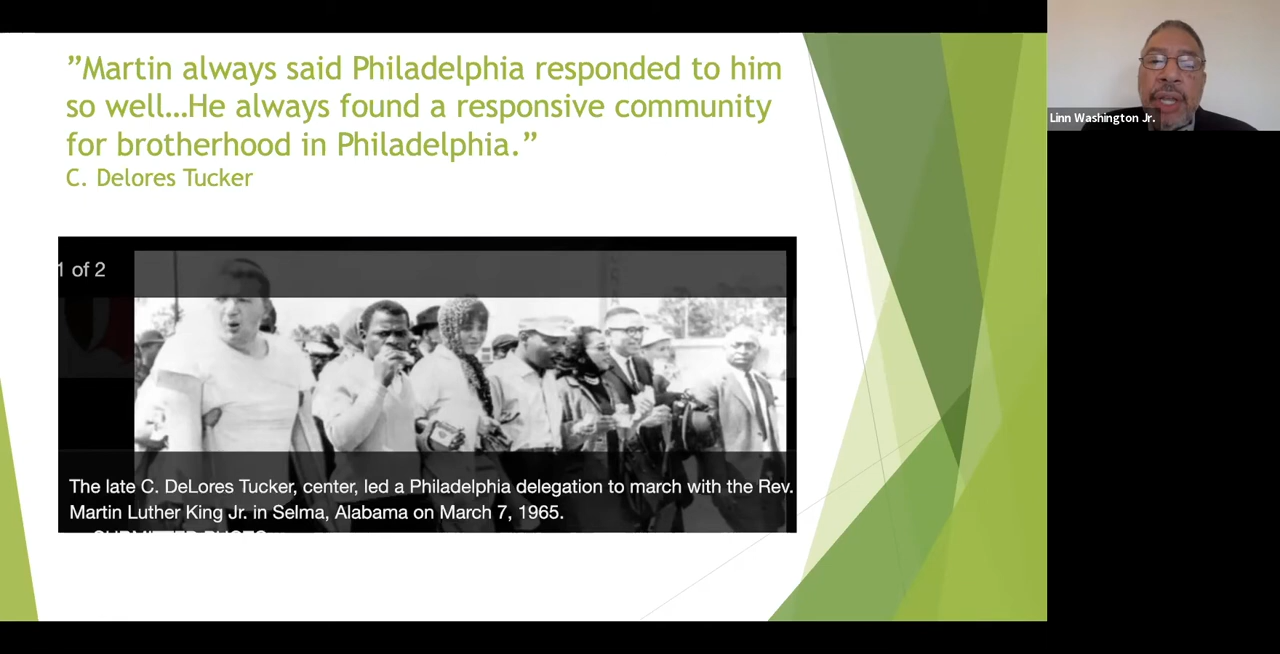 ”Martin always said Philadelphia responded to him
so well...He always found a responsive community
for brotherhood in Philadelphia.”
C. Delores Tucker
Linn Washington Jr.
1 of 2
The late C. DeLores Tucker, center, led a Philadelphia delegation to march with the Rev.
Martin Luther King Jr. in Selma, Alabama on March 7, 1965.
SUBMITTED PHOTO